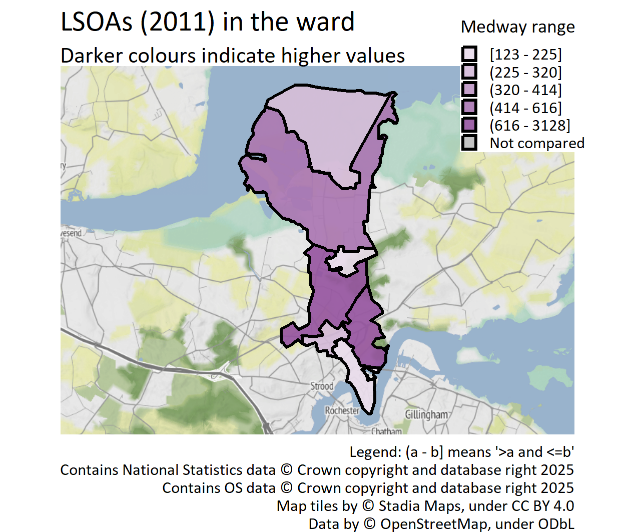 LSOAs (2011) in the ward
Darker colours indicate higher values
Medway range
[123 - 225]
(225 - 320]
(320 - 414]
(414 - 616]
(616 - 3128]
Not compared
ry
vesend
Strood
Rochester
Gillingham
Chatham
Legend: (a - b] means '>a and <=b'
Contains National Statistics data © Crown copyright and database right 2025
Contains OS data © Crown copyright and database right 2025
Map tiles by © Stadia Maps, under CC BY 4.0
Data by © OpenStreetMap, under ODbL